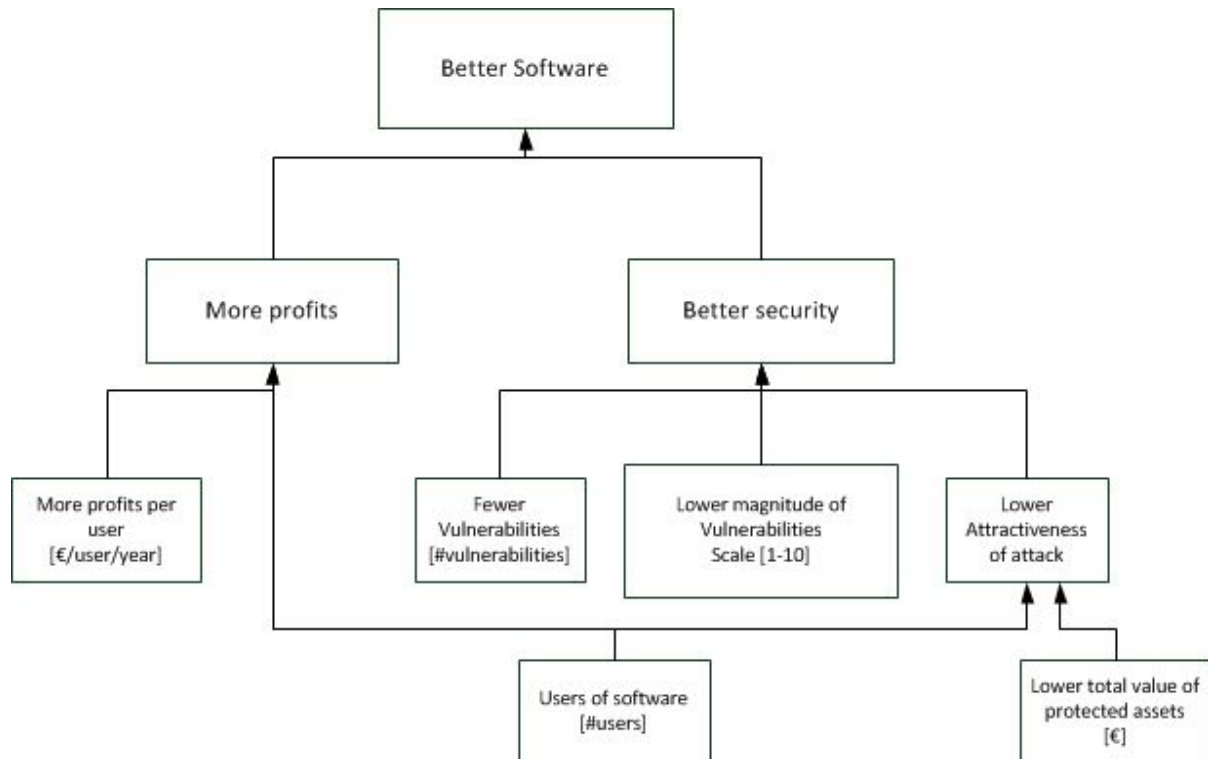 Better Software
More profits
Better security
More profits per
user
[€/user/year]
Fewer
Vulnerabilities
[#vulnerabilities]
Lower magnitude of
Vulnerabilities
Scale [1-10]
Lower
Attractiveness
of attack
Users of software
[#users]
Lower total value of
protected assets
[€]